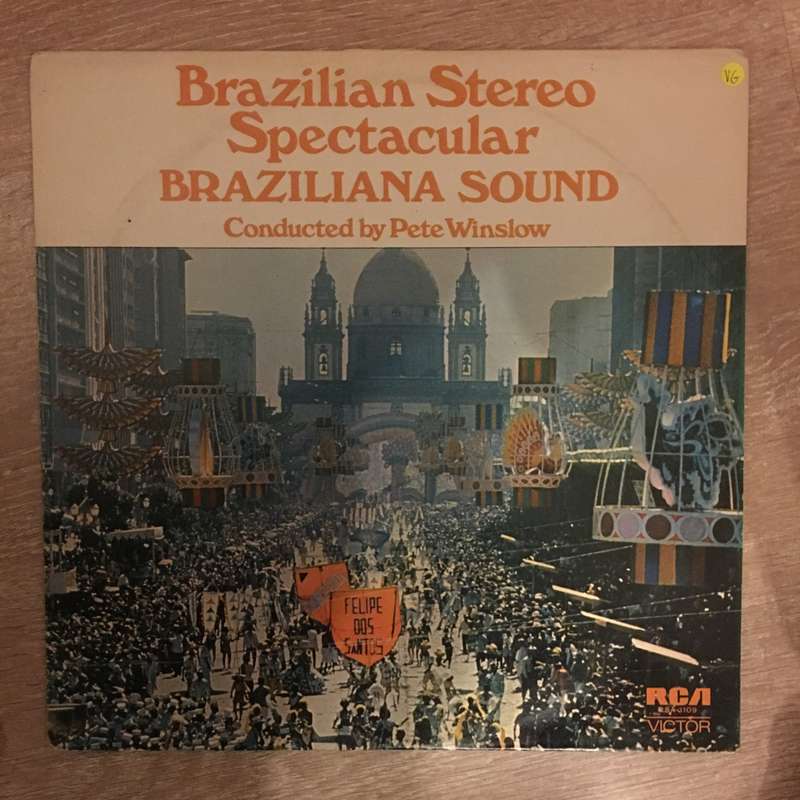 Brazilian Stereo
VG
Spectacular
BRAZILIANA SOUND
Conducted by Pete Winslow
FELIPE
DOS
SANTOS
RCA
VICTOR